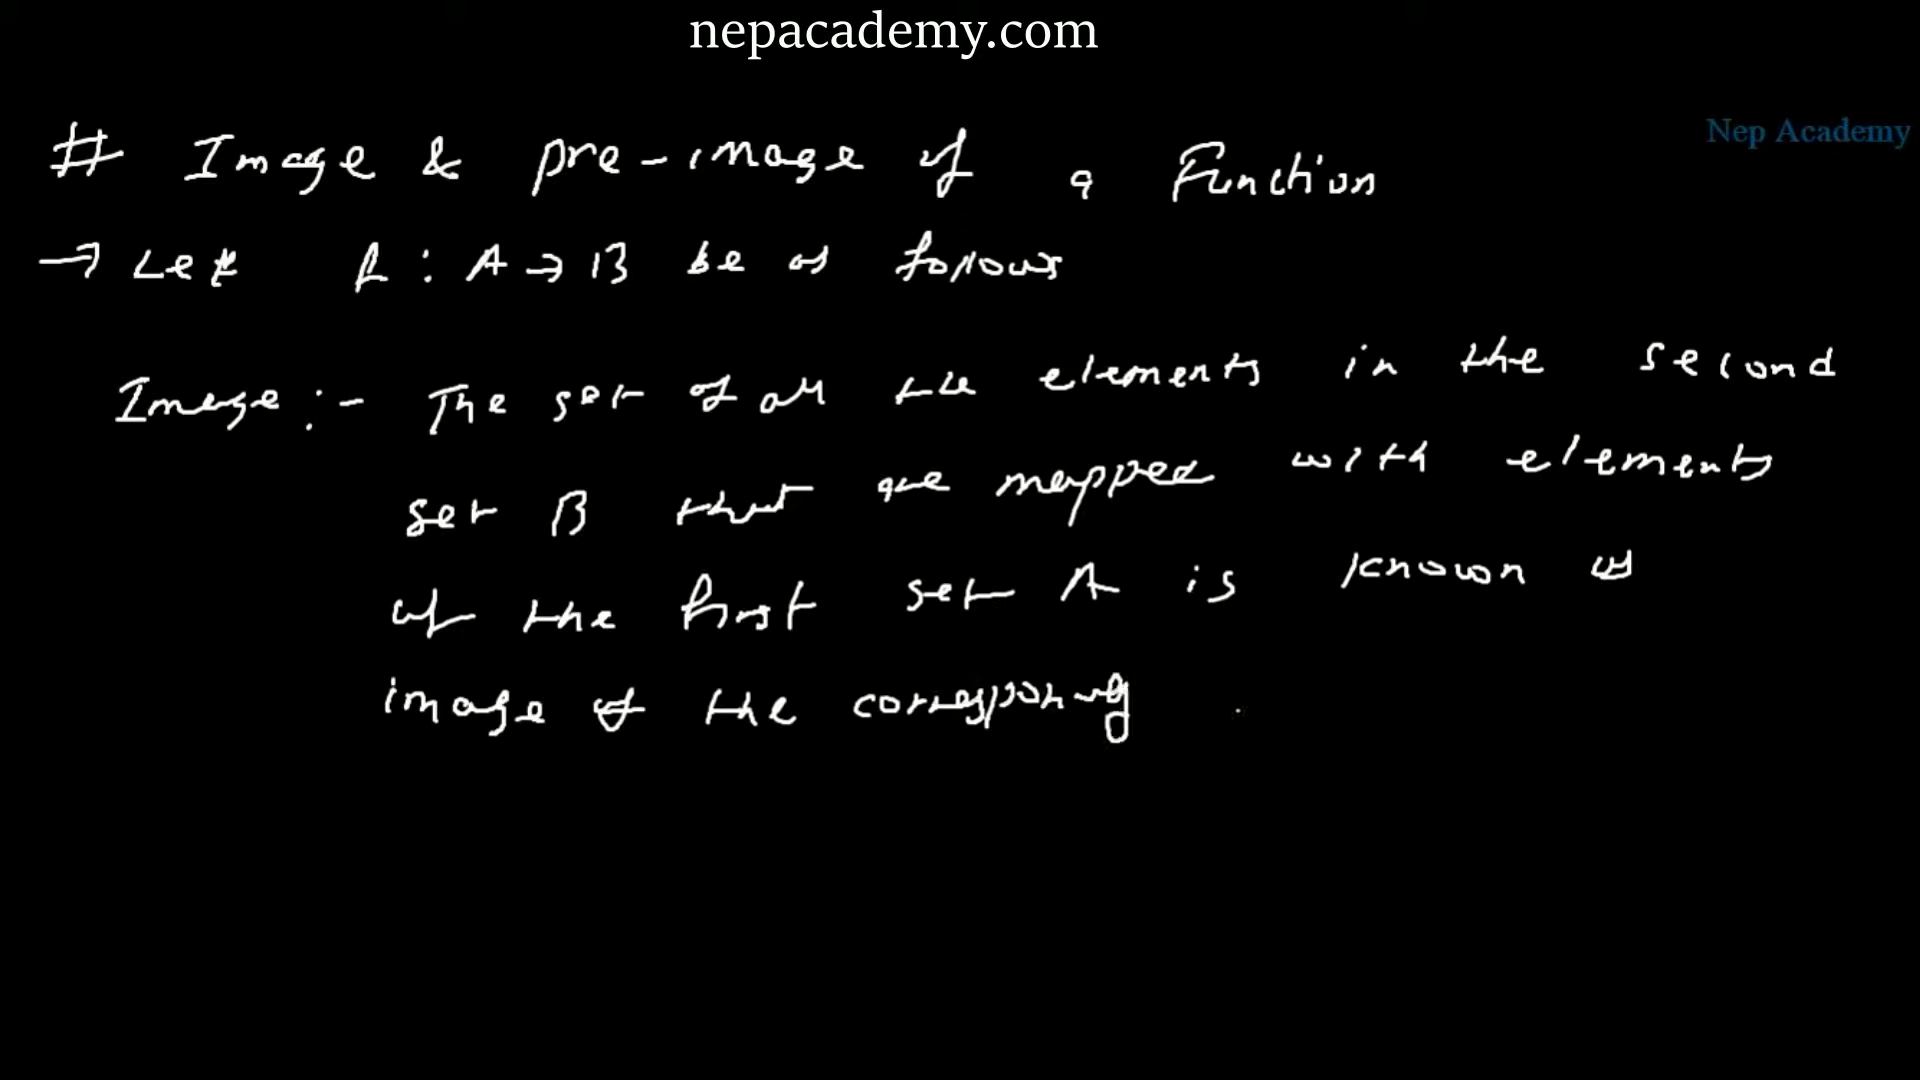 nepacademy.com
Nep Academy
# Image & pre-image of a Function
→ Let f : A → B be as follows
Image :- The set of all the elements in the second
set B that are mapped with elements
of the first set A is known as
image of the corresponding